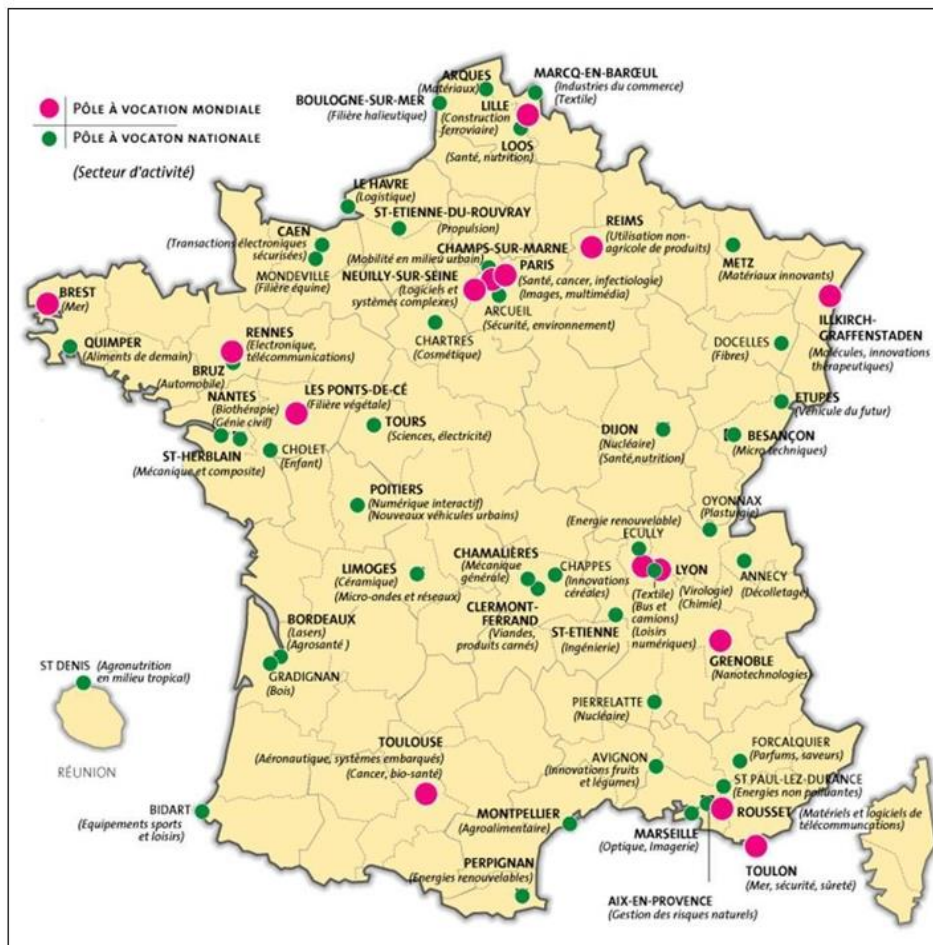 PÔLE À VOCATION MONDIALE
PÔLE À VOCATON NATIONALE
(Secteur d'activité)
ARQUES
(Matériaux)
MARCQ-EN-BARŒUL
(Industries du commerce)
(Textile)
BOULOGNE-SUR-MER
(Filière halieutique)
LILLE
(Construction
ferroviaire)
LOOS
(Santé, nutrition)
LE HAVRE
(Logistique)
ST-ETIENNE-DU-ROUVRAY
(Propulsion)
REIMS
(Utilisation non-
agricole de produits)
CAEN
(Transactions électroniques
sécurisées)
MONDEVILLE
(Filière équine)
CHAMPS-SUR-MARNE
(Mobilité en milieu urbain)
NEUILLY-SUR-SEINE
(Logiciels et
systèmes complexes)
PARIS
(Santé, cancer, infectiologie)
(Images, multimédia)
ARCUEIL
(Sécurité, environnement)
METZ
(Matériaux innovants)
BREST
(Mer)
QUIMPER
(Aliments de demain)
RENNES
(Electronique,
télécommunications)
BRUZ
(Automobile)
CHARTRES
(Cosmétique)
DOCELLES
(Fibres)
ILLKIRCH-
GRAFFENSTADEN
(Molécules, innovations
thérapeutiques)
NANTES
(Biothérapie)
(Génie civil)
LES PONTS-DE-CÉ
(Filière végétale)
TOURS
(Sciences, électricité)
ST-HERBLAIN
(Mécanique et composite)
CHOLET
(Enfant)
DIJON
(Nucléaire)
(Santé,nutrition)
ETUPES
(Véhicule du futur)
BESANÇON
(Micro techniques)
POITIERS
(Numérique interactif)
(Nouveaux véhicules urbains)
OYONNAX
(Plasturgie)
(Energie renouvelable)
ECULLY
LIMOGES
(Céramique)
(Micro-ondes et réseaux)
CHAMALIÈRES
(Mécanique
générale)
CHAPPES
(Innovations
céréales)
CLERMONT-
FERRAND
(Viandes,
produits carnés)
LYON
(Virologie)
(Chimie)
(Textile)
(Bus et
camions)
(Loisirs
numériques)
ANNECY
(Décolletage)
ST-ETIENNE
(Ingénierie)
GRENOBLE
(Nanotechnologies)
BORDEAUX
(Lasers)
(Agrosanté )
GRADIGNAN
(Bois)
ST DENIS
(Agronutrition
en milieu tropical)
RÉUNION
PIERRELATTE
(Nucléaire)
TOULOUSE
(Aéronautique, systèmes embarqués)
(Cancer, bio-santé)
AVIGNON
(Innovations fruits
et légumes)
FORCALQUIER
(Parfums, saveurs)
ST PAUL-LEZ-DURANCE
(Energies non polluantes)
BIDART
(Equipements sports
et loisirs)
MONTPELLIER
(Agroalimentaire)
ROUSSET
(Matériels et logiciels de
télécommuncations)
MARSEILLE
(Optique, Imagerie)
PERPIGNAN
(Energies renouvelables)
TOULON
(Mer, sécurité, sûreté)
AIX-EN-PROVENCE
(Gestion des risques naturels)